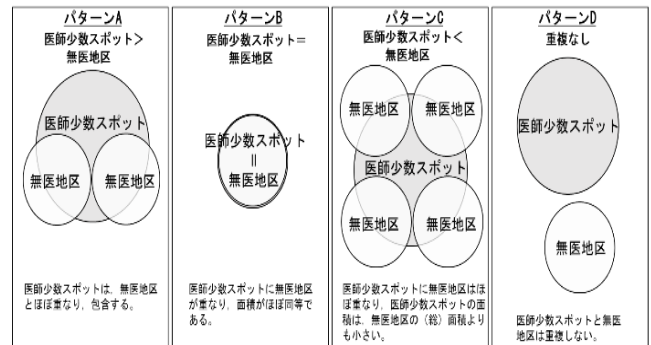 パターンA
医師少数スポット＞
無医地区
医師少数スポット
無医地区
無医地区
医師少数スポットは，無医地区
とほぼ重なり，包含する。
パターンB
医師少数スポット＝
無医地区
医師少数スポット
＝
無医地区
医師少数スポットに無医地区
が重なり，面積がほぼ同等で
ある。
パターンC
医師少数スポット＜
無医地区
無医地区
無医地区
医師少数スポット
無医地区
無医地区
医師少数スポットに無医地区はほ
ぼ重なり，医師少数スポットの面
積は，無医地区の（総）面積より
も小さい。
パターンD
重複なし
医師少数スポット
無医地区
医師少数スポットと無医
地区は重複しない。